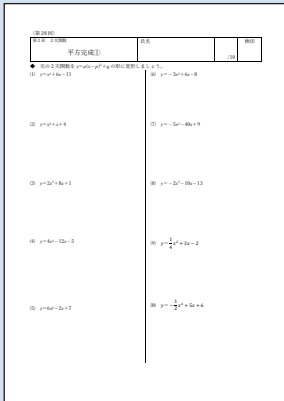 (第28回)
第2章 2次関数
平方完成①
氏名
/10
検印
◆ 次の2次関数を y=a(x−p)²+q の形に変形しましょう。
(1) y=x²+6x−11
(2) y=x²+x+4
(3) y=2x²+8x+1
(4) y=4x²−12x−3
(5) y=6x²−2x+7
(6) y=−3x²+6x−8
(7) y=−5x²−40x+9
(8) y=−2x²−10x−13
(9) y=1/4x²+3x−2
(10) y=−1/2x²+5x+6